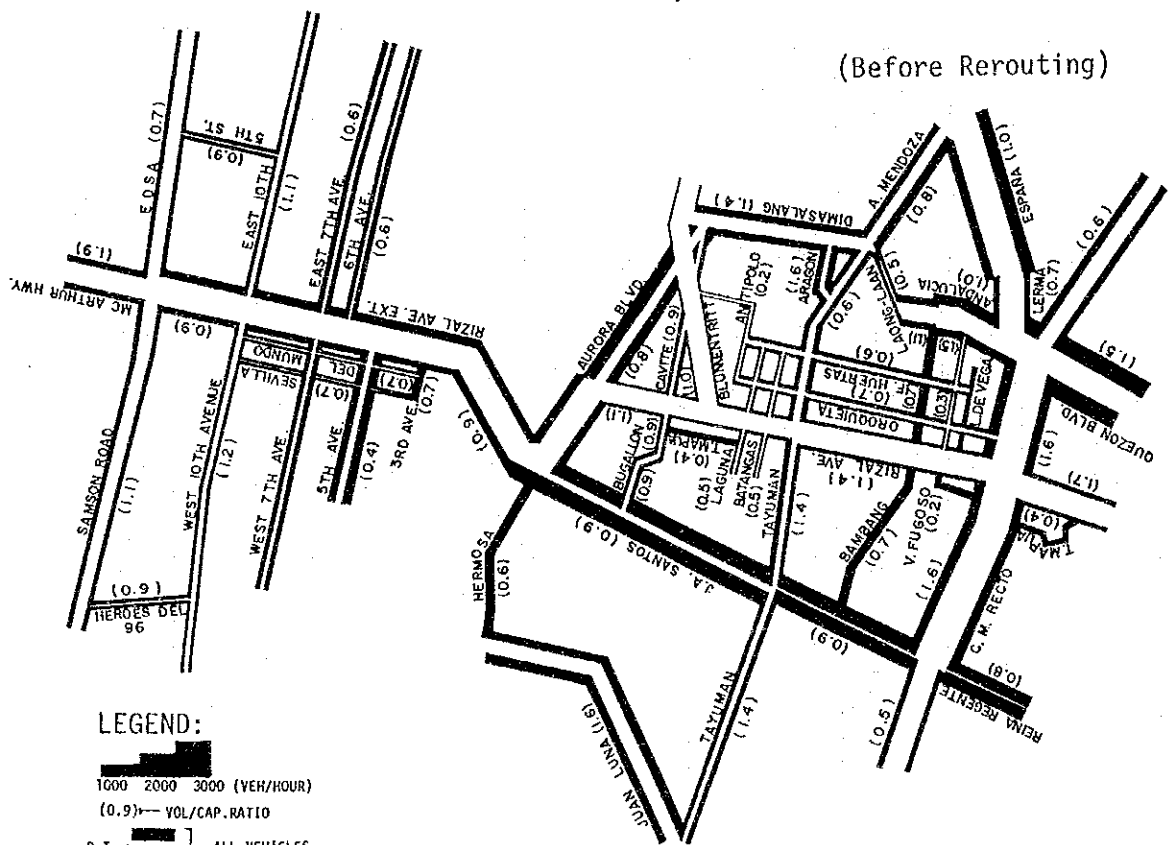 (Before Rerouting)
EDSA (0.7)
5TH ST.
(0.9)
EAST 10TH
(1.1)
EAST 7TH AVE.
(0.6)
6TH AVE.
(0.6)
(1.9)
MC ARTHUR HWY.
(0.9)
RIZAL AVE. EXT.
MUNDO
DEL
(0.7)
SEVILLA
(0.7)
(0.7)
3RD AVE.
5TH AVE.
(0.4)
WEST 7TH AVE.
WEST 10TH AVENUE
(1.2)
SAMSON ROAD
(1.1)
HEROES DEL
96
(0.9)
AURORA BLVD.
(0.8)
DIMASALANG (1.4)
A. MENDOZA
(0.8)
ESPAÑA (1.0)
(0.6)
LERMA
(0.7)
ANDALUCIA
(1.0)
(0.5)
LAONG-LAAN
(1.5)
ARAGON
(1.6)
ANTIPOLO
(0.2)
(0.6)
CAVITE (0.9)
(1.0)
BLUMENTRITT
(0.6)
F. HUERTAS
(0.7)
OROQUIETA
(0.3)
L. DE VEGA
(1.5)
QUEZON BLVD.
(1.6)
(1.7)
(0.4)
T. MAPUA
(1.1)
BUGALLON
(0.9)
(0.9)
T. MAPUA
(0.4)
LAGUNA
(0.5)
BATANGAS
(0.5)
TAYUMAN
(1.4)
RIZAL AVE.
(1.4)
BAMBANG
(0.7)
V. FUGOSO
(0.2)
(1.6)
C. M. RECTO
(0.8)
REINA REGENTE
(0.5)
(0.9)
J.A. SANTOS (0.9)
(0.9)
HERMOSA
(0.6)
JUAN LUNA (1.6)
TAYUMAN
(1.4)
LEGEND:
1000 2000 3000 (VEH/HOUR)
(0.9)← VOL/CAP.RATIO
ALL VEHICLES